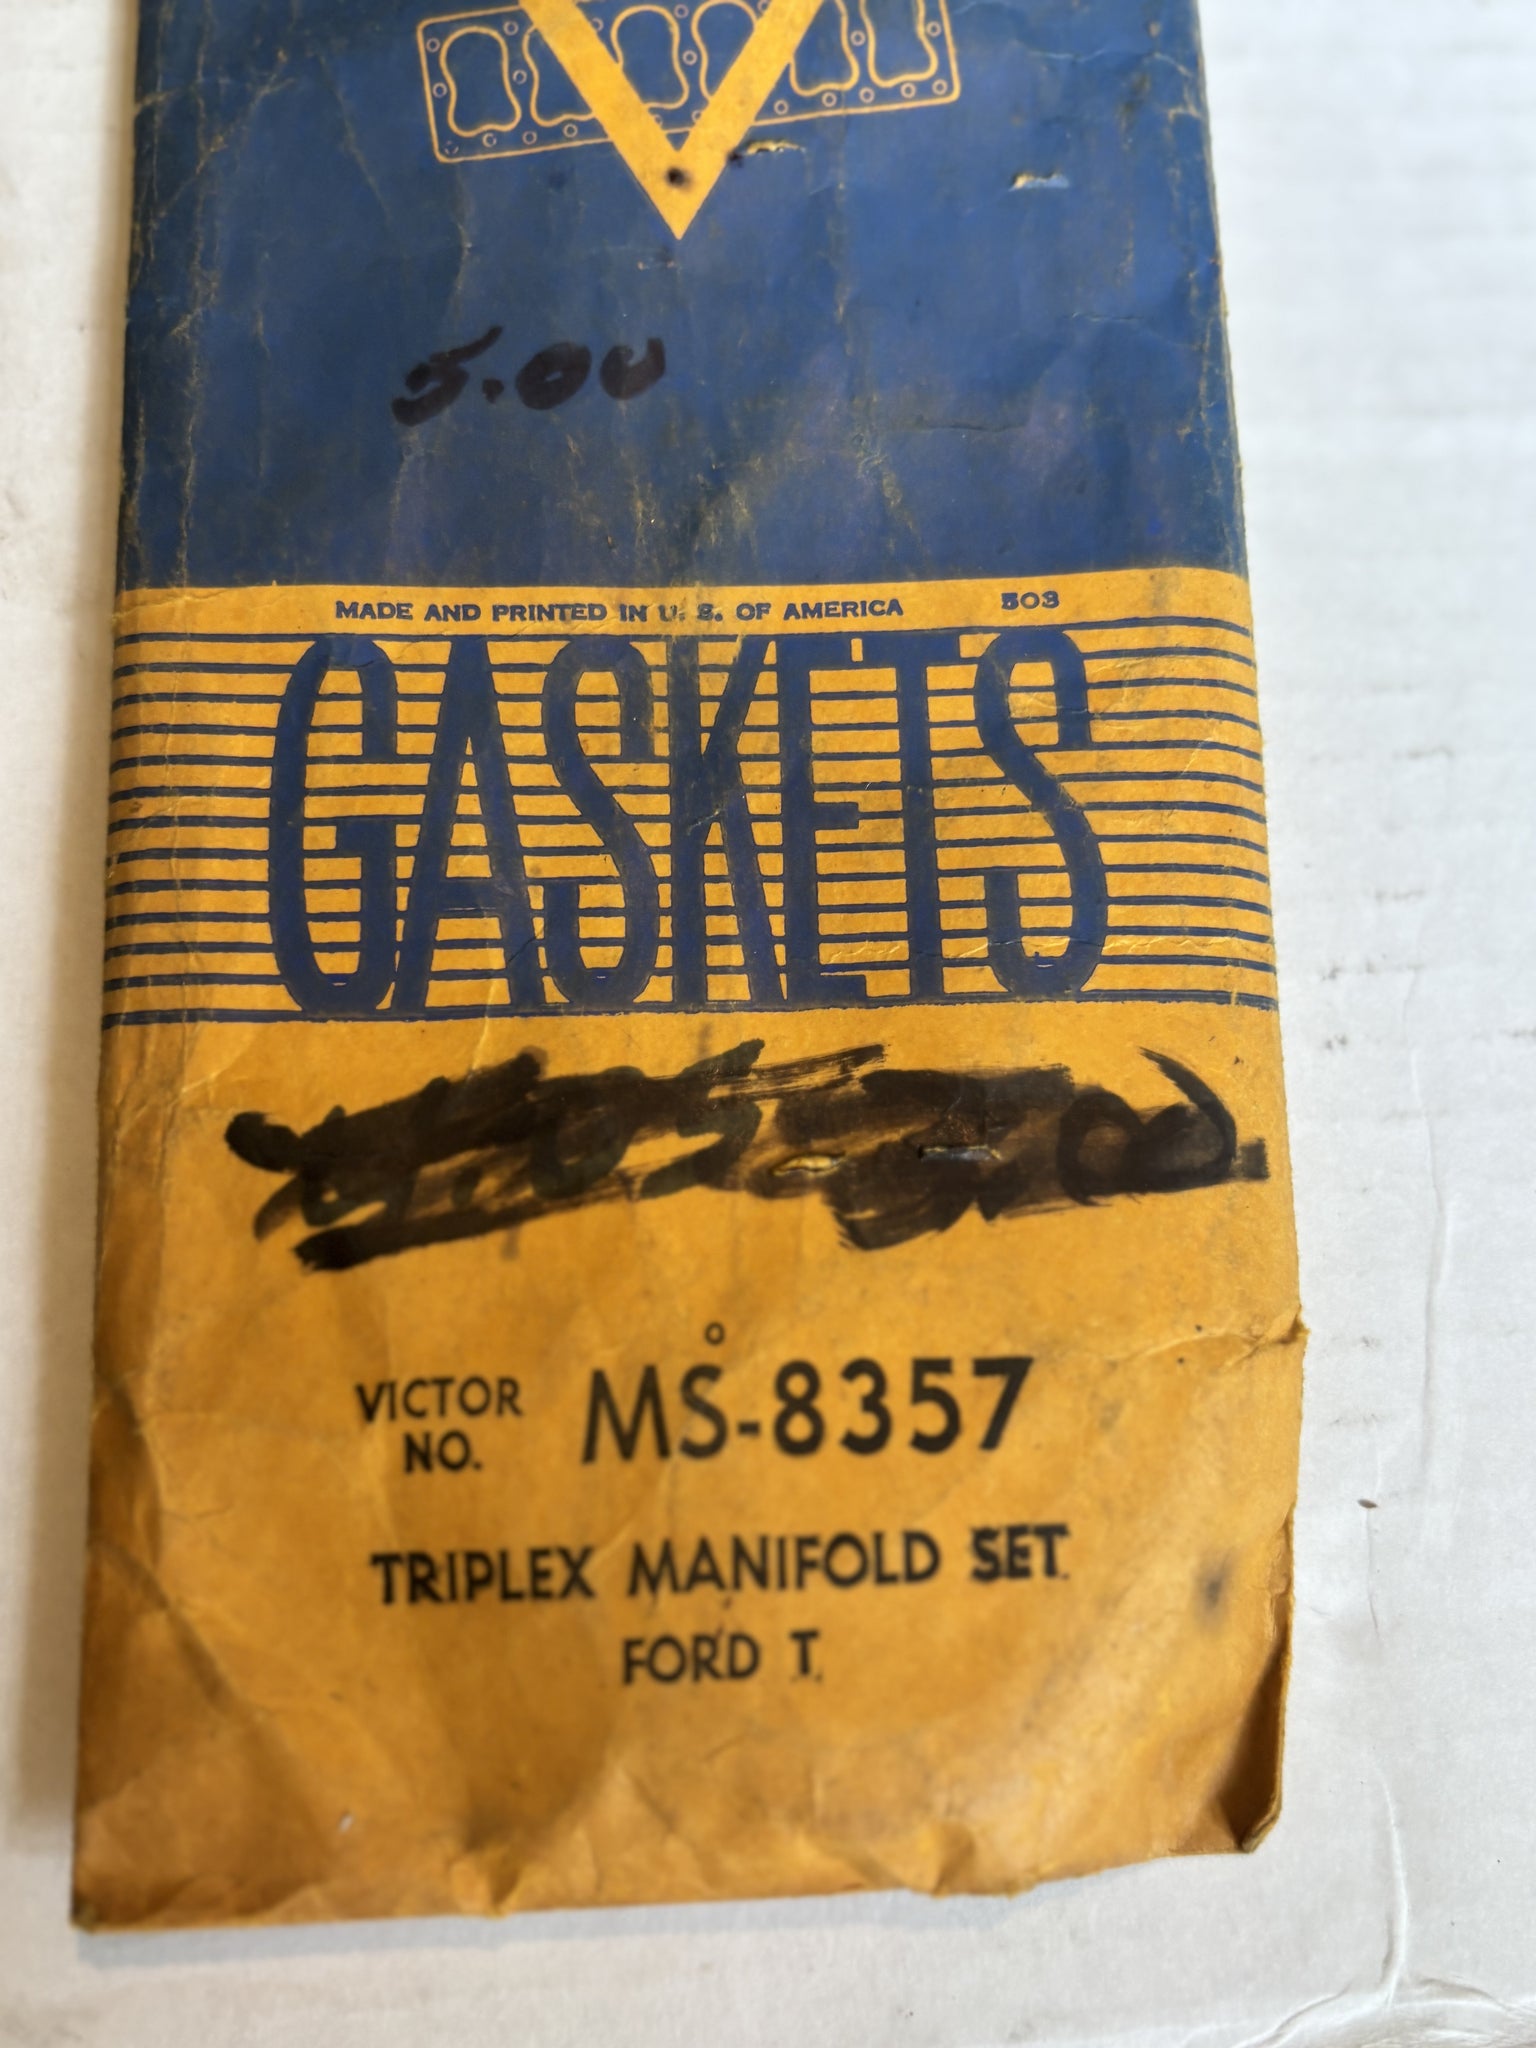 5.00
MADE AND PRINTED IN U. S. OF AMERICA 503
GASKETS
VICTOR NO. MS-8357
TRIPLEX MANIFOLD SET
FORD T